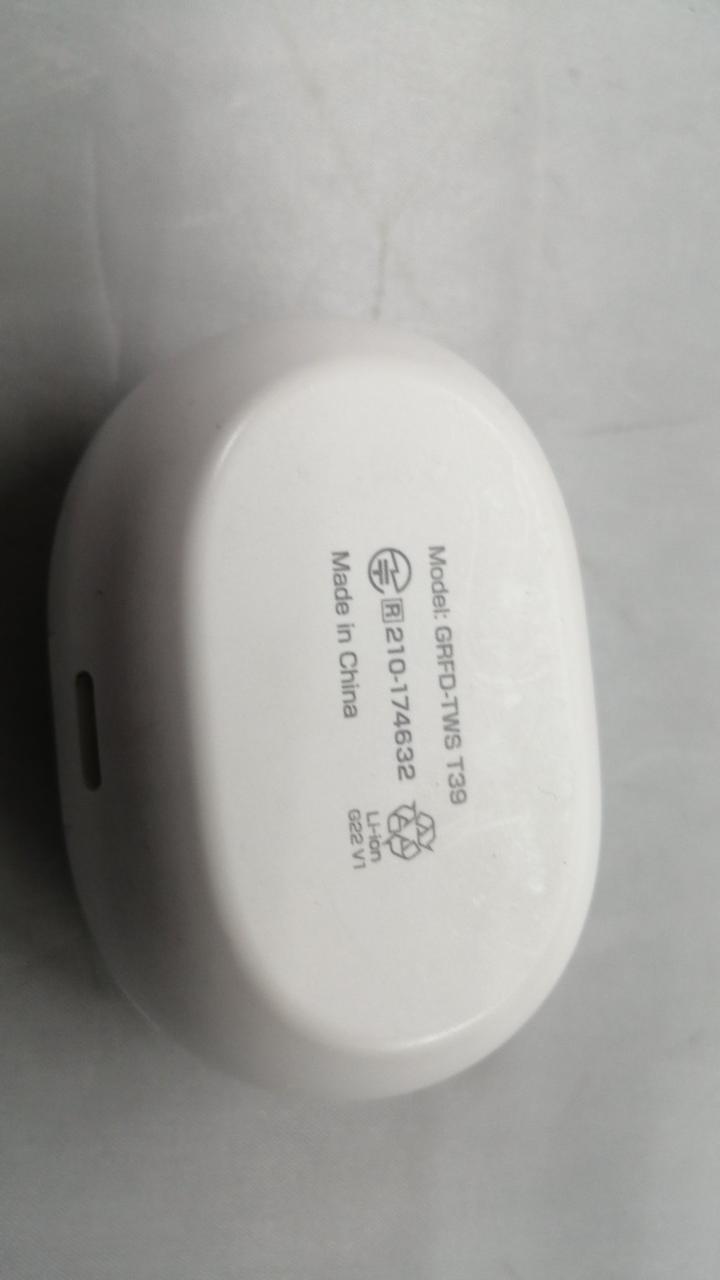 Model: GRFD-TWS T39
R 210-174632
Made in China
Li-ion
G22 V1